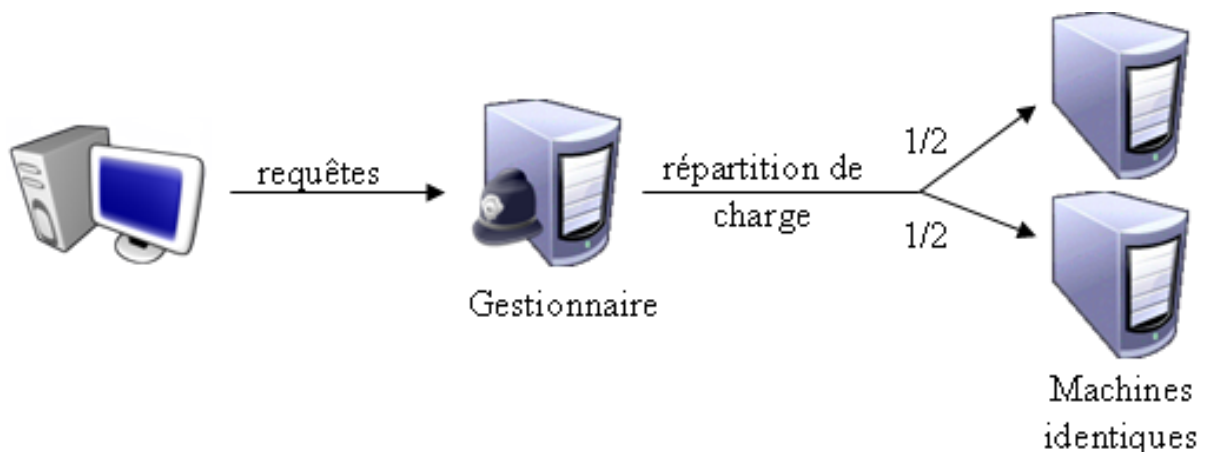 requêtes
Gestionnaire
répartition de
charge
1/2
1/2
Machines
identiques